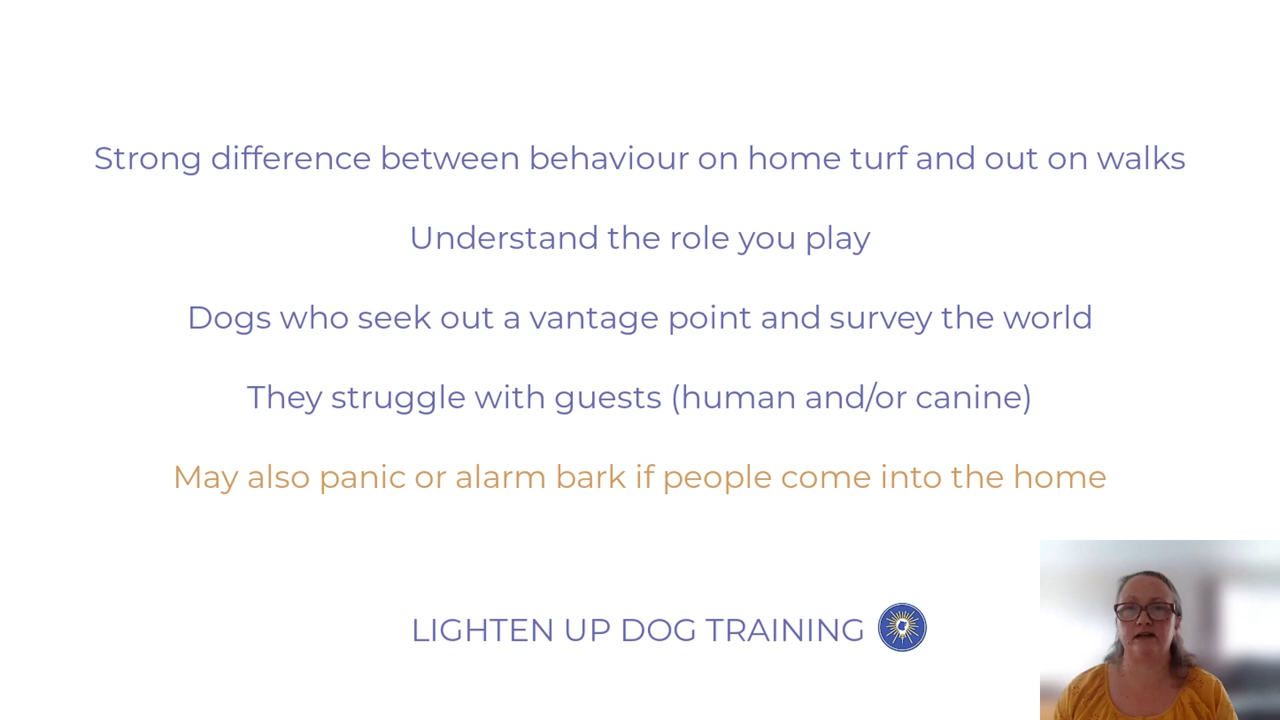 Strong difference between behaviour on home turf and out on walks
Understand the role you play
Dogs who seek out a vantage point and survey the world
They struggle with guests (human and/or canine)
May also panic or alarm bark if people come into the home
LIGHTEN UP DOG TRAINING